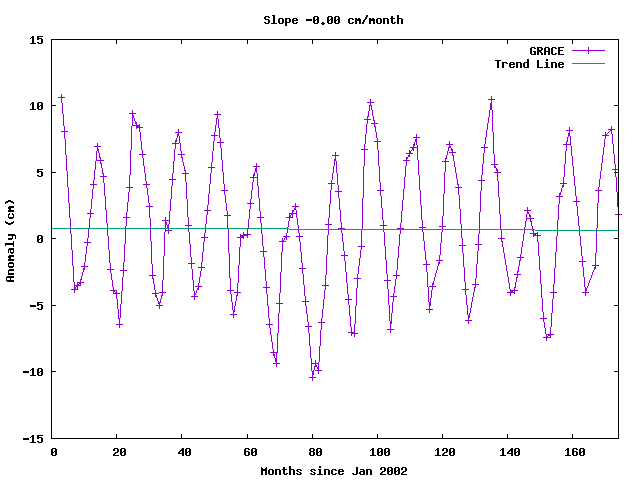 Slope -0.00 cm/month
GRACE
Trend Line
15
10
5
0
-5
-10
-15
Anomaly (cm)
0 20 40 60 80 100 120 140 160
Months since Jan 2002